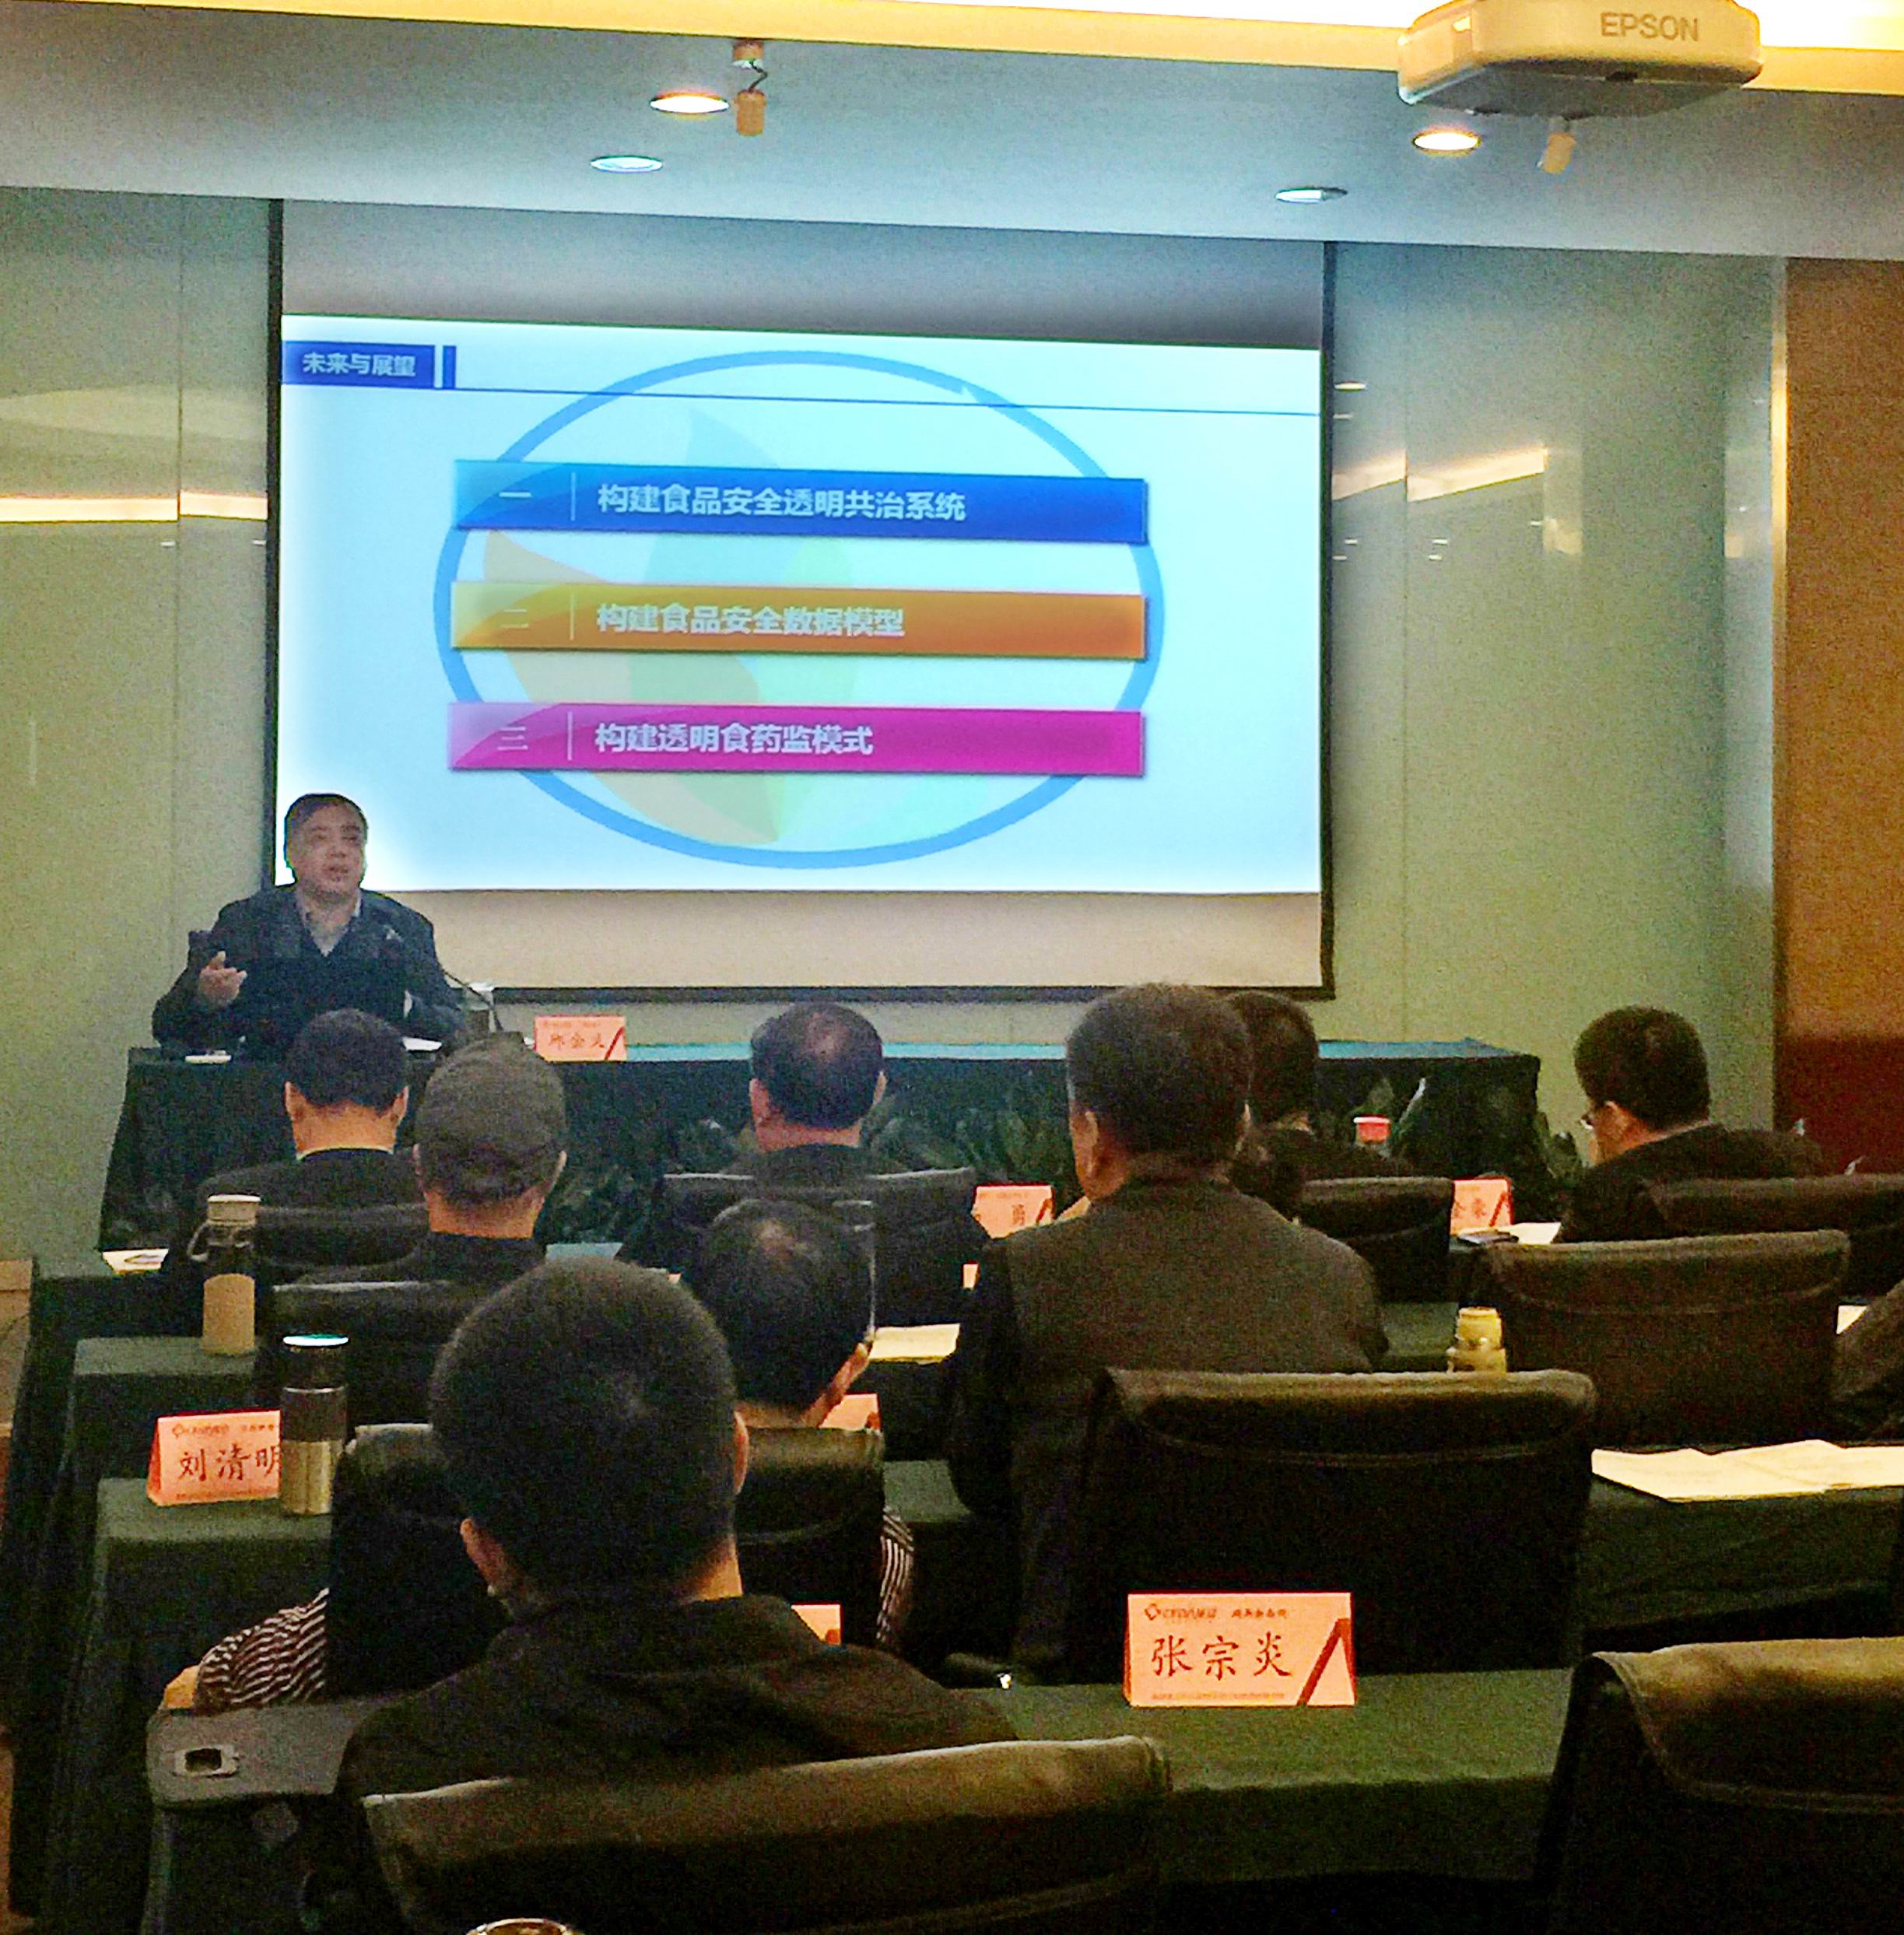 EPSON
未来与展望
一 构建食品安全透明共治系统
二 构建食品安全数据模型
三 构建透明食药监模式
勇
刘清明
张宗炎